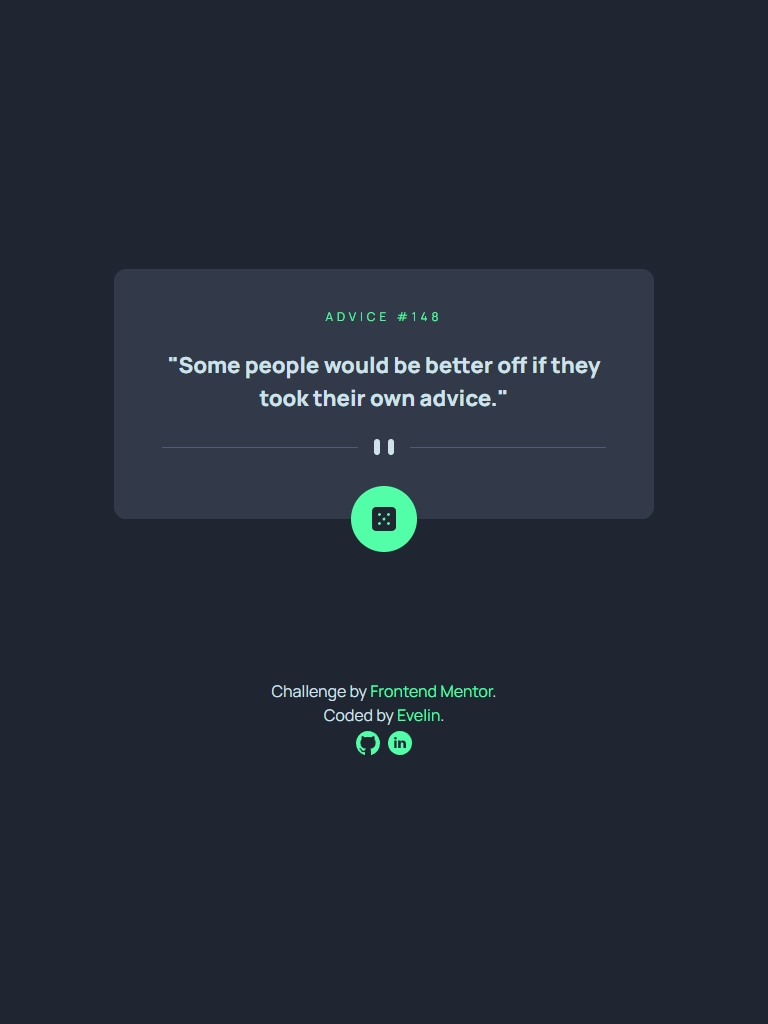 ADVICE #148
"Some people would be better off if they
took their own advice."
Challenge by Frontend Mentor.
Coded by Evelin.
in